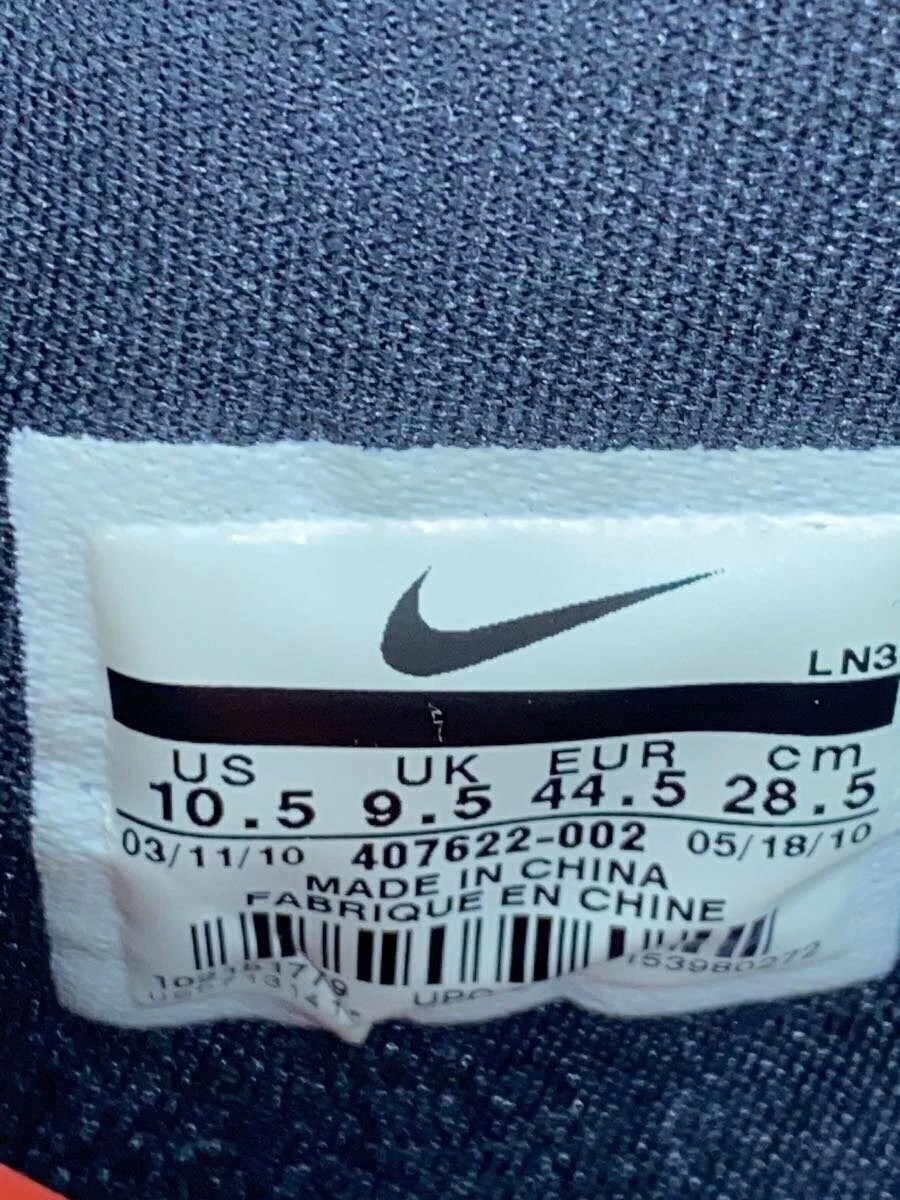 LN3
US UK EUR cm
10.5 9.5 44.5 28.5
03/11/10 407622-002 05/18/10
MADE IN CHINA
FABRIQUE EN CHINE
153980272